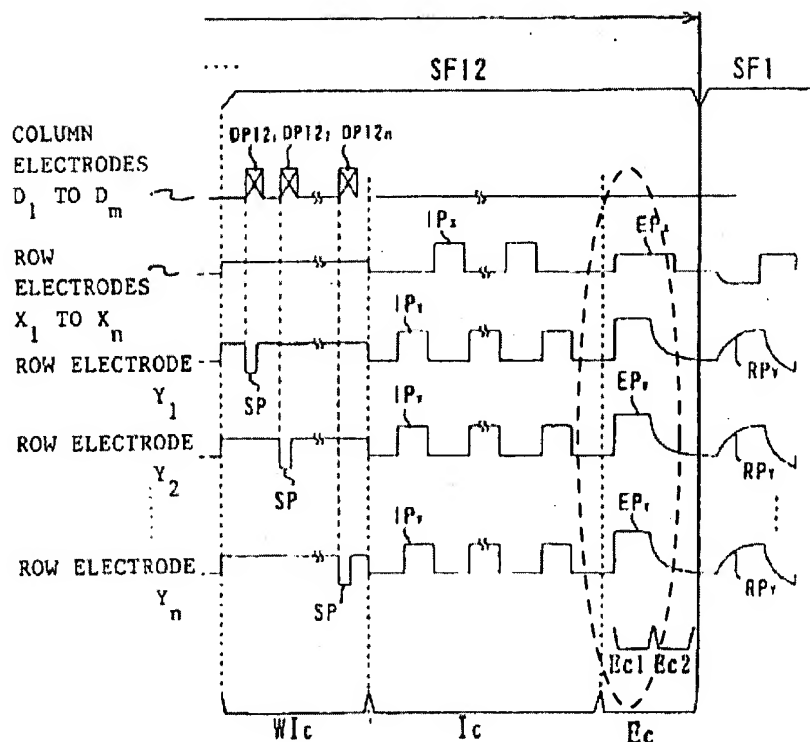 ....
SF12 SF1
COLUMN
ELECTRODES
D1 TO Dm
DP121 DP122 DP12n
ROW
ELECTRODES
X1 TO Xn
IPX EPX
ROW ELECTRODE
Y1
SP IPY RPY
ROW ELECTRODE
Y2
SP IPY EPY RPY
ROW ELECTRODE
Yn
SP IPY EPY RPY
Ec1 Ec2
WIc Ic Ec